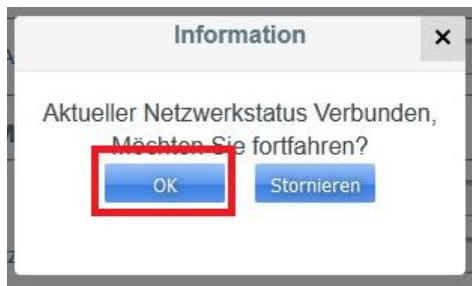 Information
×
Aktueller Netzwerkstatus Verbunden,
Möchten Sie fortfahren?
OK
Stornieren